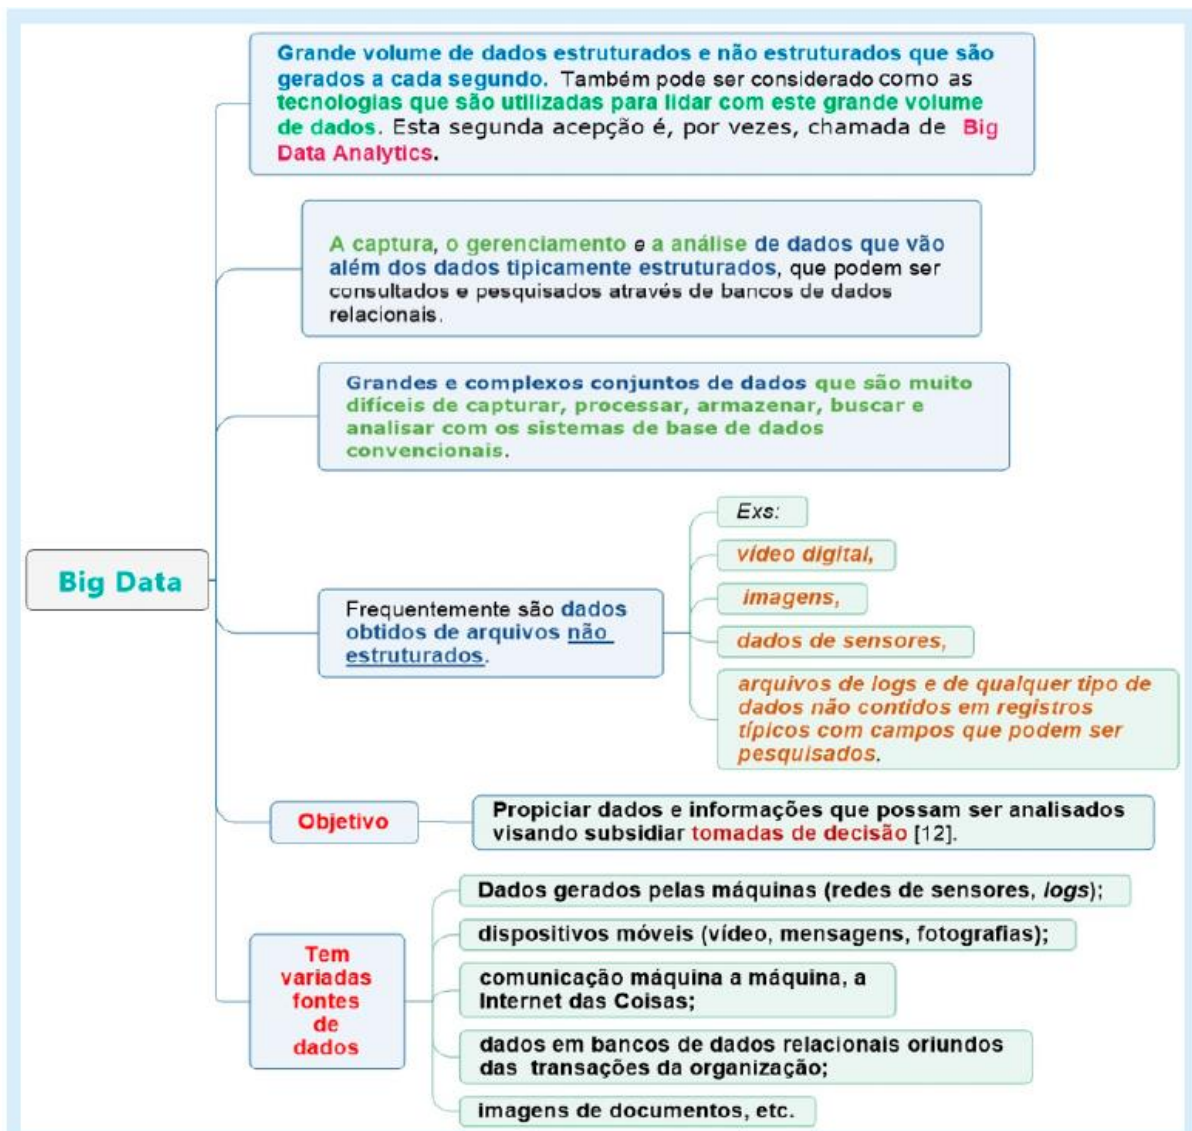 Grande volume de dados estruturados e não estruturados que são
gerados a cada segundo. Também pode ser considerado como as
tecnologias que são utilizadas para lidar com este grande volume
de dados. Esta segunda acepção é, por vezes, chamada de Big
Data Analytics.
A captura, o gerenciamento e a análise de dados que vão
além dos dados tipicamente estruturados, que podem ser
consultados e pesquisados através de bancos de dados
relacionais.
Grandes e complexos conjuntos de dados que são muito
difíceis de capturar, processar, armazenar, buscar e
analisar com os sistemas de base de dados
convencionais.
Big Data
Frequentemente são dados
obtidos de arquivos não
estruturados.
Exs:
vídeo digital,
imagens,
dados de sensores,
arquivos de logs e de qualquer tipo de
dados não contidos em registros
típicos com campos que podem ser
pesquisados.
Objetivo
Propiciar dados e informações que possam ser analisados
visando subsidiar tomadas de decisão [12].
Tem
variadas
fontes
de
dados
Dados gerados pelas máquinas (redes de sensores, logs);
dispositivos móveis (vídeo, mensagens, fotografias);
comunicação máquina a máquina, a
Internet das Coisas;
dados em bancos de dados relacionais oriundos
das transações da organização;
imagens de documentos, etc.